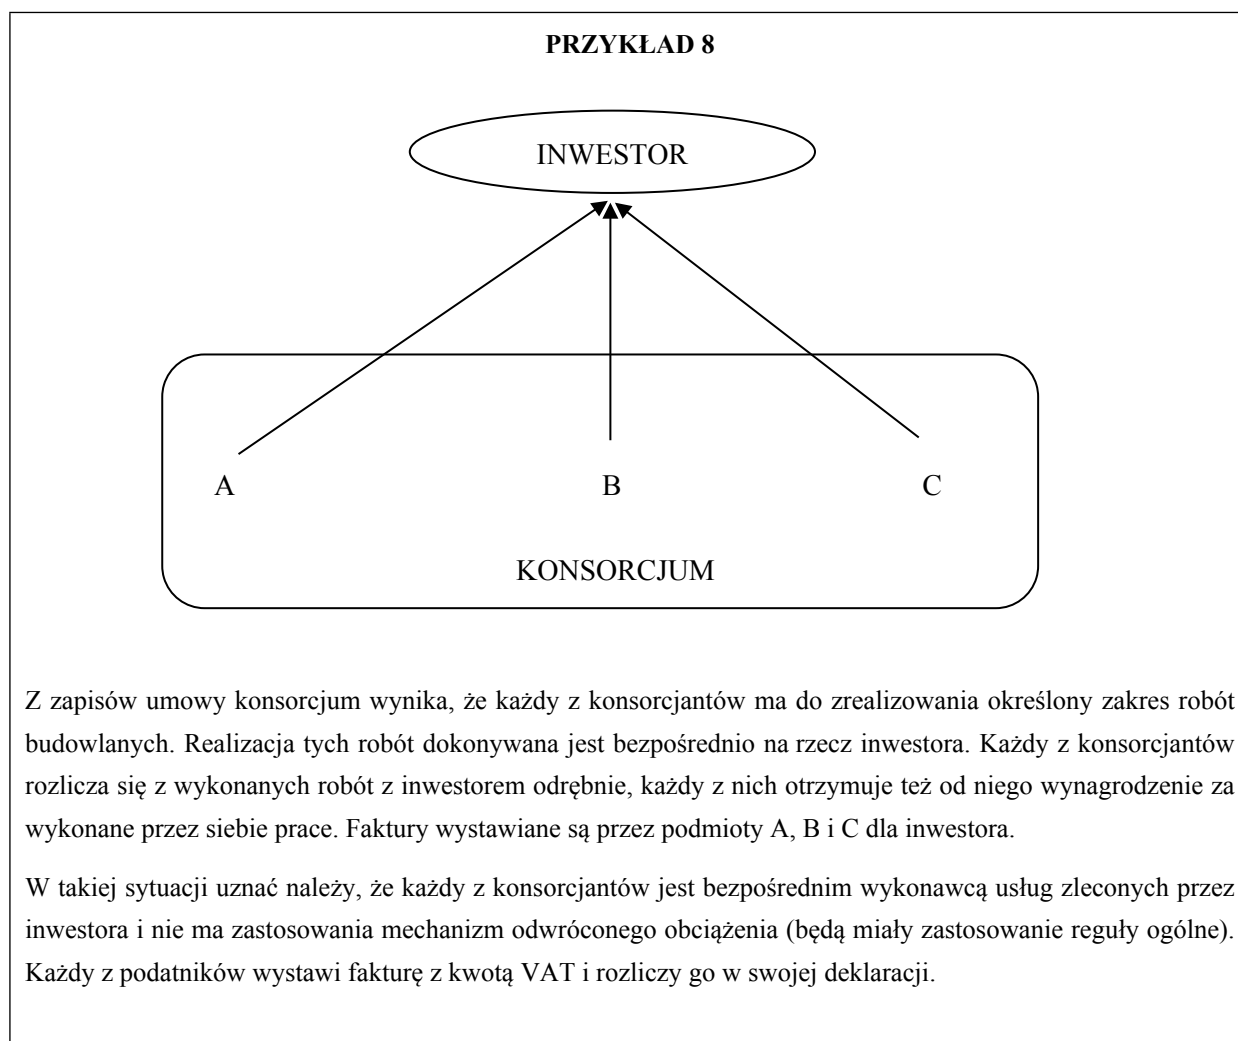 PRZYKŁAD 8
INWESTOR
A B C
KONSORCJUM
Z zapisów umowy konsorcjum wynika, że każdy z konsorcjantów ma do zrealizowania określony zakres robót
budowlanych. Realizacja tych robót dokonywana jest bezpośrednio na rzecz inwestora. Każdy z konsorcjantów
rozlicza się z wykonanych robót z inwestorem odrębnie, każdy z nich otrzymuje też od niego wynagrodzenie za
wykonane przez siebie prace. Faktury wystawiane są przez podmioty A, B i C dla inwestora.
W takiej sytuacji uznać należy, że każdy z konsorcjantów jest bezpośrednim wykonawcą usług zleconych przez
inwestora i nie ma zastosowania mechanizm odwróconego obciążenia (będą miały zastosowanie reguły ogólne).
Każdy z podatników wystawi fakturę z kwotą VAT i rozliczy go w swojej deklaracji.